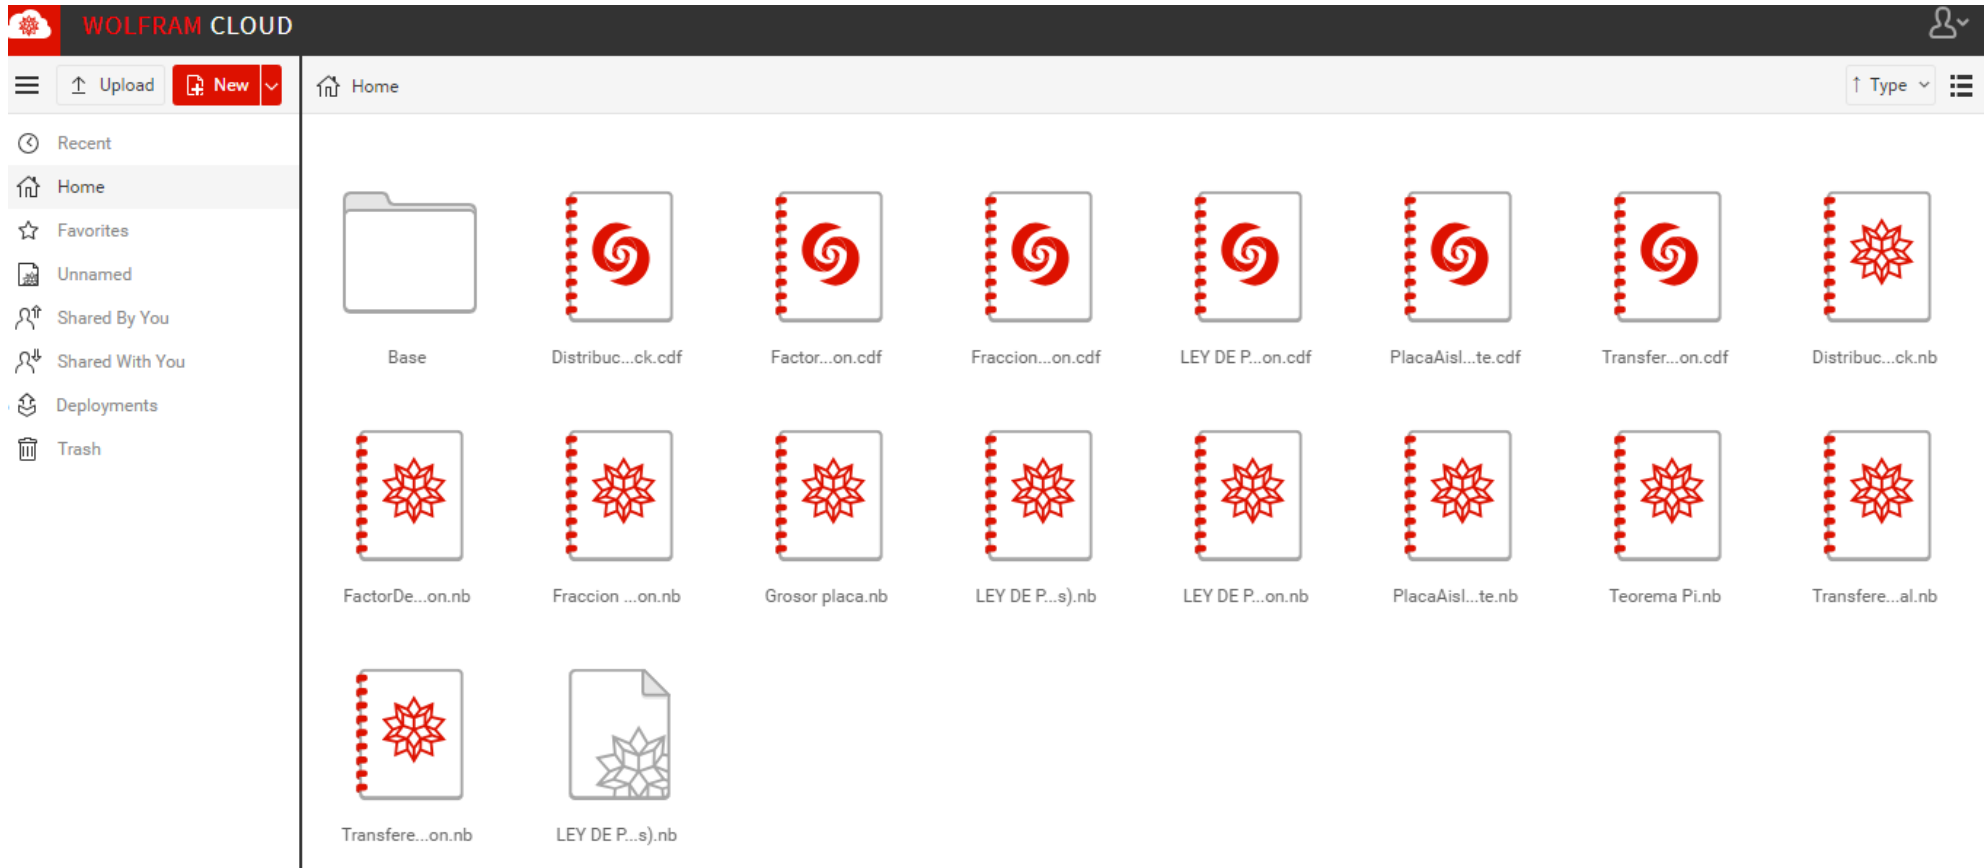 WOLFRAM CLOUD
Upload
New
Home
Type
Recent
Home
Favorites
Unnamed
Shared By You
Shared With You
Deployments
Trash
Base
Distribuc...ck.cdf
Factor...on.cdf
Fraccion...on.cdf
LEY DE P...on.cdf
PlacaAisl...te.cdf
Transfer...on.cdf
Distribuc...ck.nb
FactorDe...on.nb
Fraccion ...on.nb
Grosor placa.nb
LEY DE P...s).nb
LEY DE P...on.nb
PlacaAisl...te.nb
Teorema Pi.nb
Transfere...al.nb
Transfere...on.nb
LEY DE P...s).nb